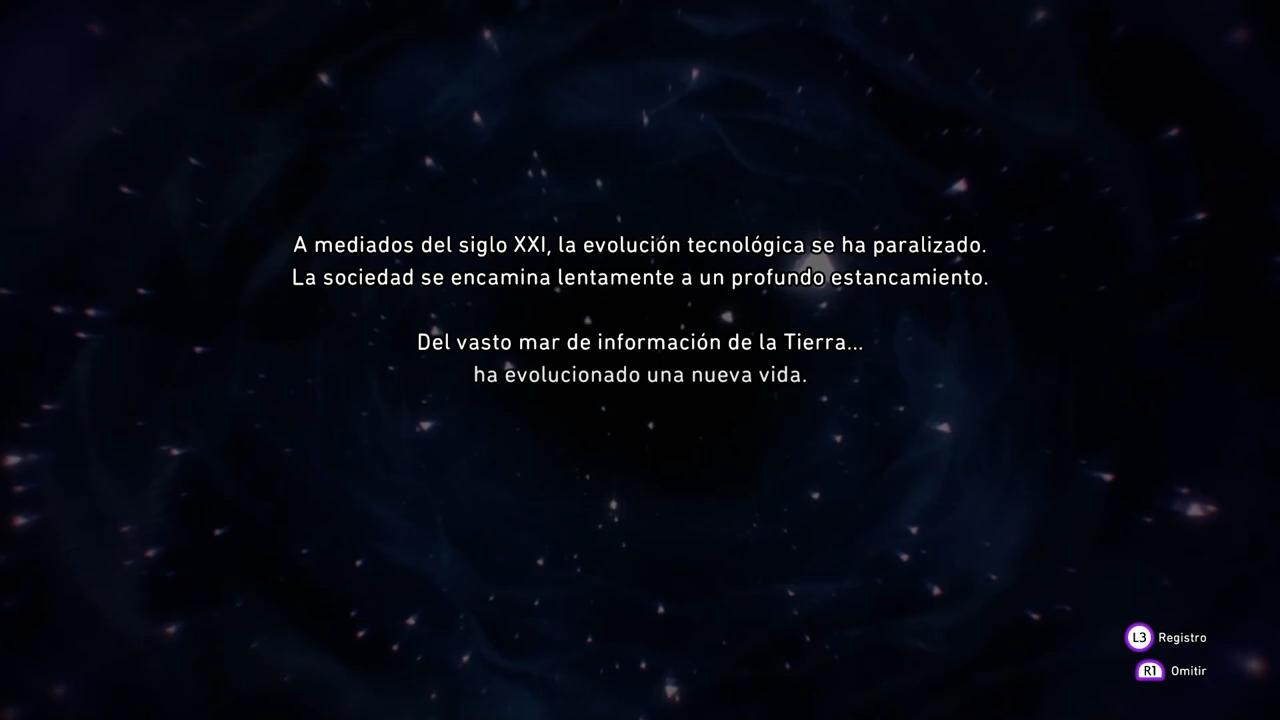 A mediados del siglo XXI, la evolución tecnológica se ha paralizado.
La sociedad se encamina lentamente a un profundo estancamiento.
Del vasto mar de información de la Tierra...
ha evolucionado una nueva vida.
L3 Registro
R1 Omitir